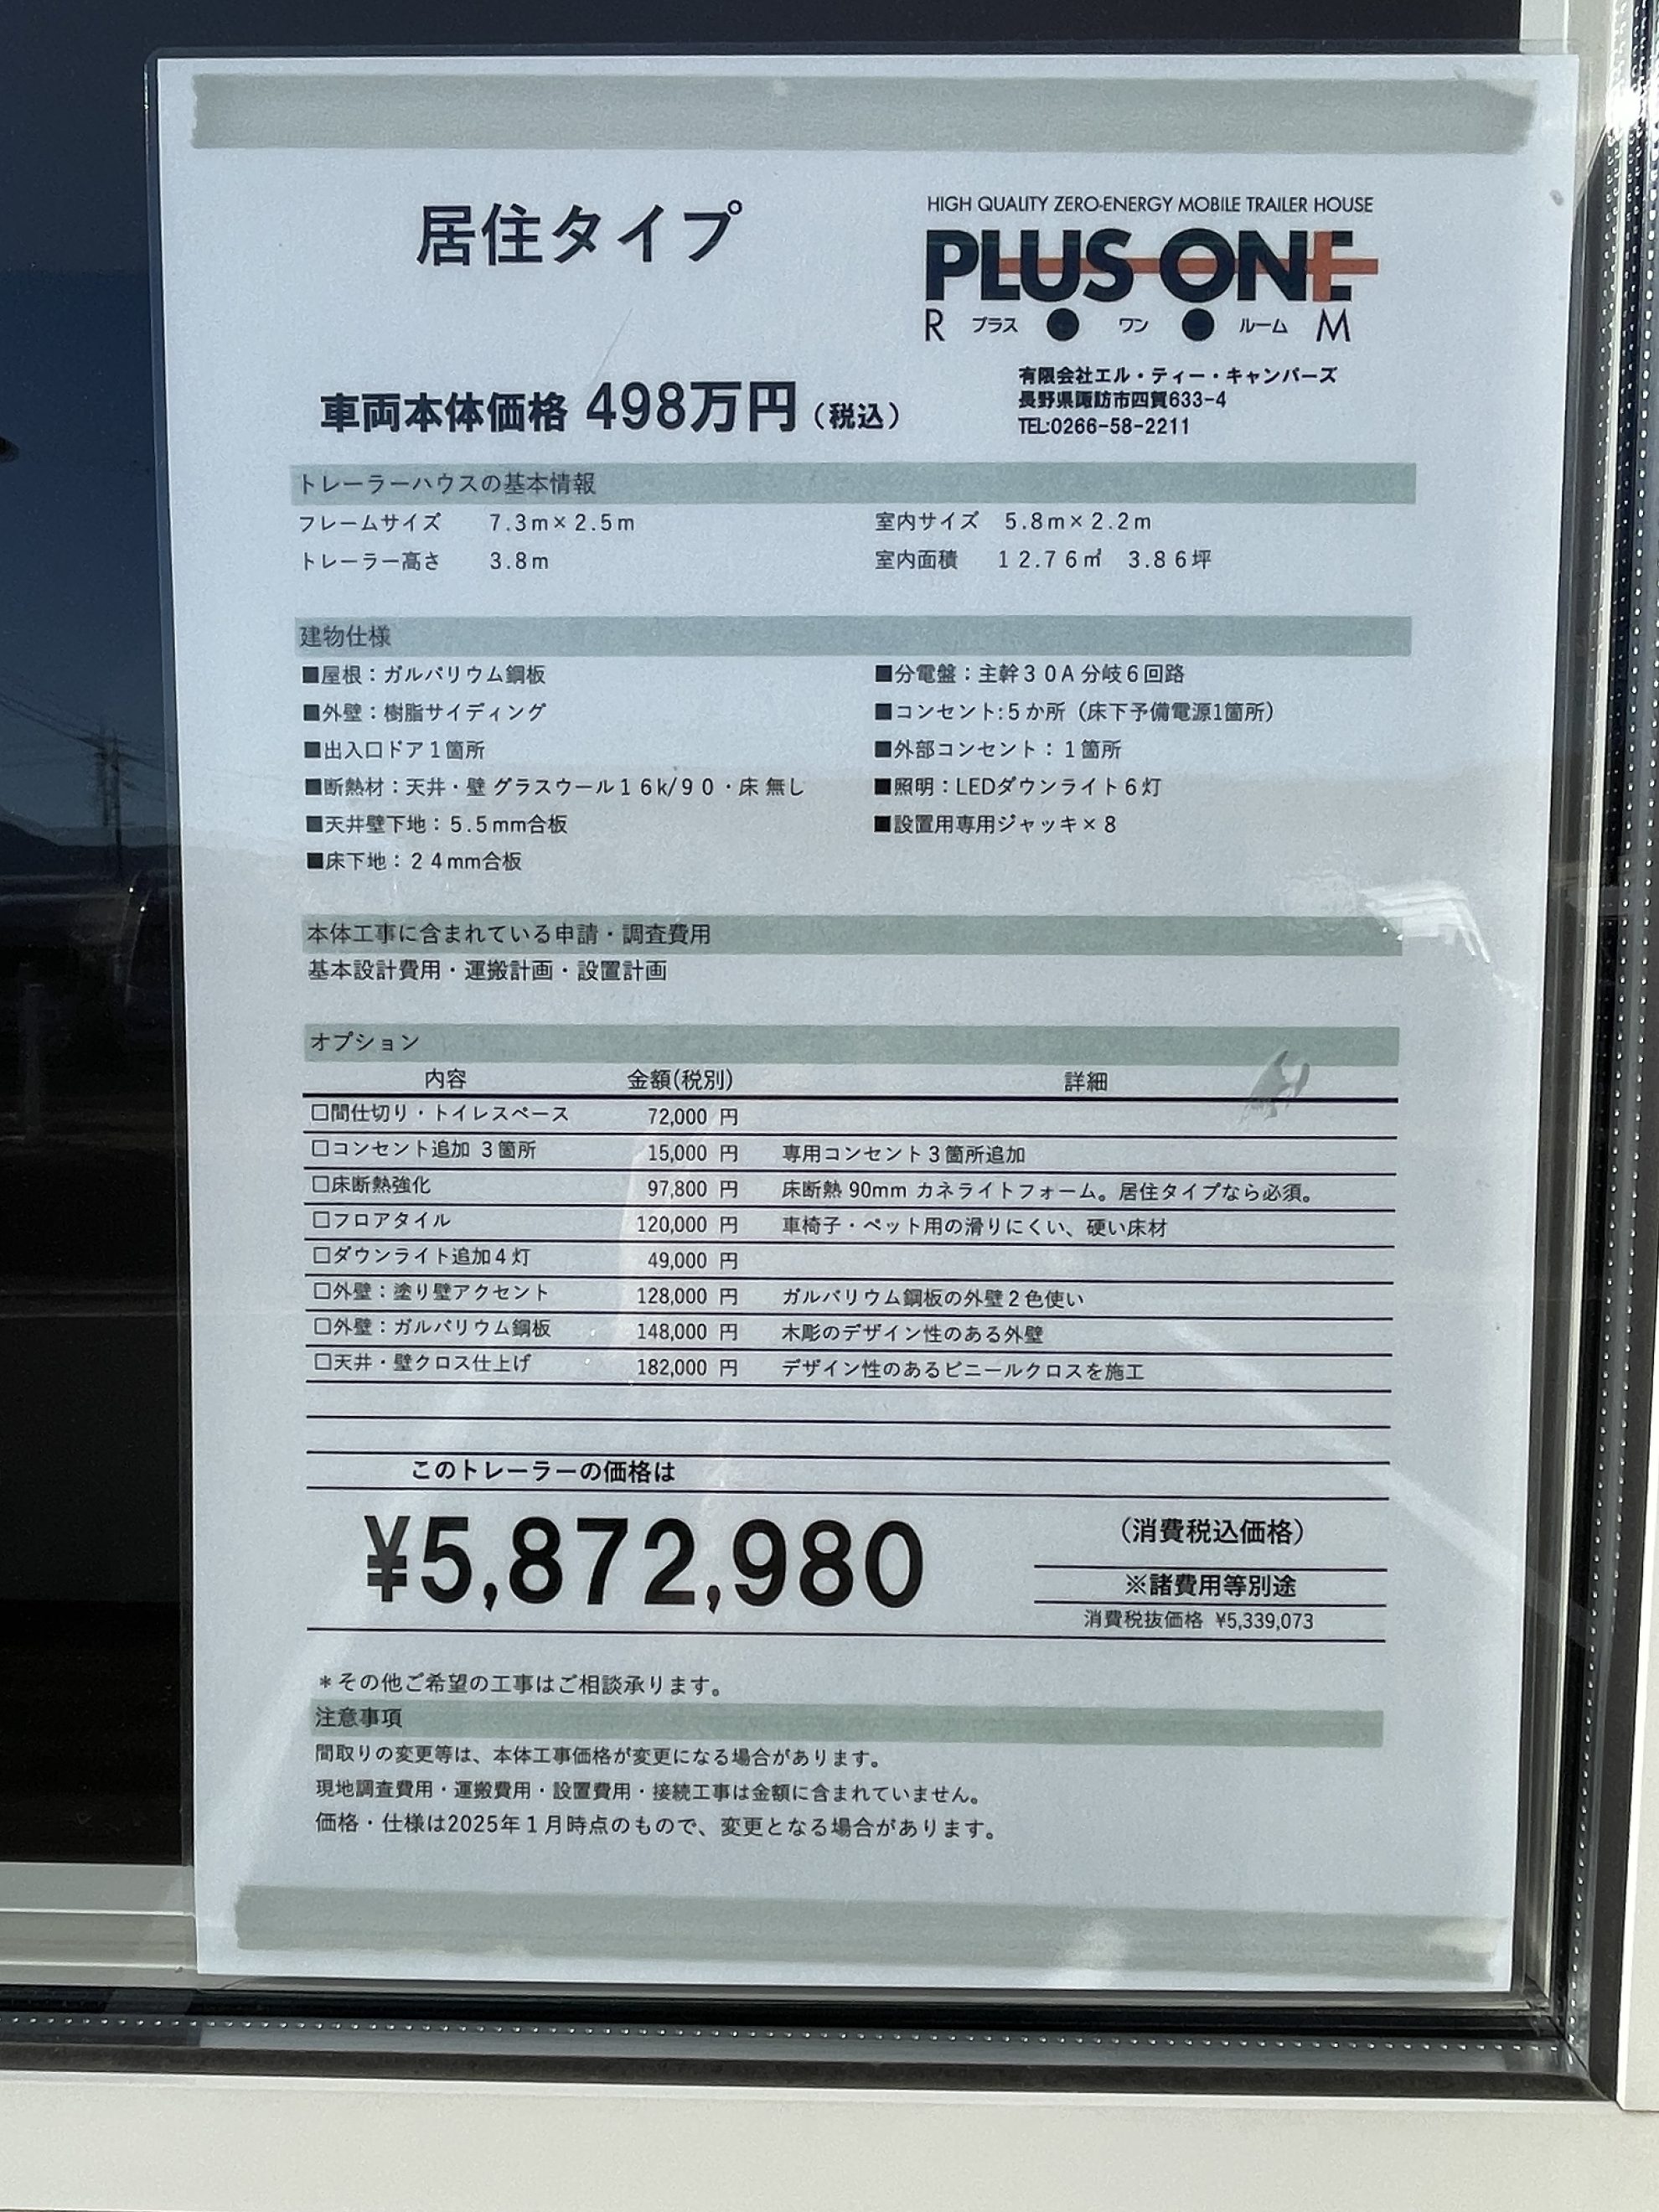 居住タイプ
HIGH QUALITY ZERO-ENERGY MOBILE TRAILER HOUSE
PLUS ONE
R プラス ● ワン ● ルーム M
車両本体価格 498万円（税込）
有限会社エル・ティー・キャンパーズ
長野県諏訪市四賀633-4
TEL:0266-58-2211
トレーラーハウスの基本情報
フレームサイズ 7.3m×2.5m 室内サイズ 5.8m×2.2m
トレーラー高さ 3.8m 室内面積 12.76㎡ 3.86坪
建物仕様
■屋根：ガルバリウム鋼板 ■分電盤：主幹30A 分岐6回路
■外壁：樹脂サイディング ■コンセント:5か所（床下予備電源1箇所）
■出入口ドア1箇所 ■外部コンセント：1箇所
■断熱材：天井・壁 グラスウール16k/90・床 無し ■照明：LEDダウンライト6灯
■天井壁下地：5.5mm合板 ■設置用専用ジャッキ×8
■床下地：24mm合板
本体工事に含まれている申請・調査費用
基本設計費用・運搬計画・設置計画
オプション
内容 金額(税別) 詳細
□間仕切り・トイレスペース 72,000 円
□コンセント追加 3箇所 15,000 円 専用コンセント3箇所追加
□床断熱強化 97,800 円 床断熱 90mm カネライトフォーム。居住タイプなら必須。
□フロアタイル 120,000 円 車椅子・ペット用の滑りにくい、硬い床材
□ダウンライト追加4灯 49,000 円
□外壁：塗り壁アクセント 128,000 円 ガルバリウム鋼板の外壁2色使い
□外壁：ガルバリウム鋼板 148,000 円 木彫のデザイン性のある外壁
□天井・壁クロス仕上げ 182,000 円 デザイン性のあるビニールクロスを施工
このトレーラーの価格は
¥5,872,980 （消費税込価格）
※諸費用等別途
消費税抜価格 ¥5,339,073
＊その他ご希望の工事はご相談承ります。
注意事項
間取りの変更等は、本体工事価格が変更になる場合があります。
現地調査費用・運搬費用・設置費用・接続工事は金額に含まれていません。
価格・仕様は2025年1月時点のもので、変更となる場合があります。